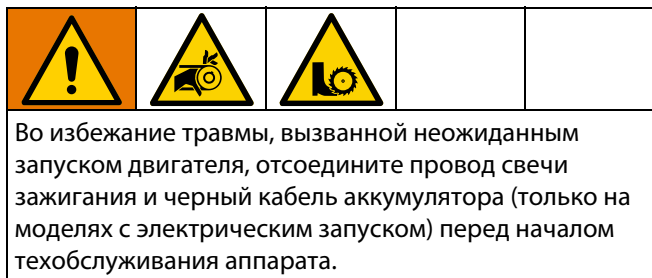 Во избежание травмы, вызванной неожиданным
запуском двигателя, отсоедините провод свечи
зажигания и черный кабель аккумулятора (только на
моделях с электрическим запуском) перед началом
техобслуживания аппарата.